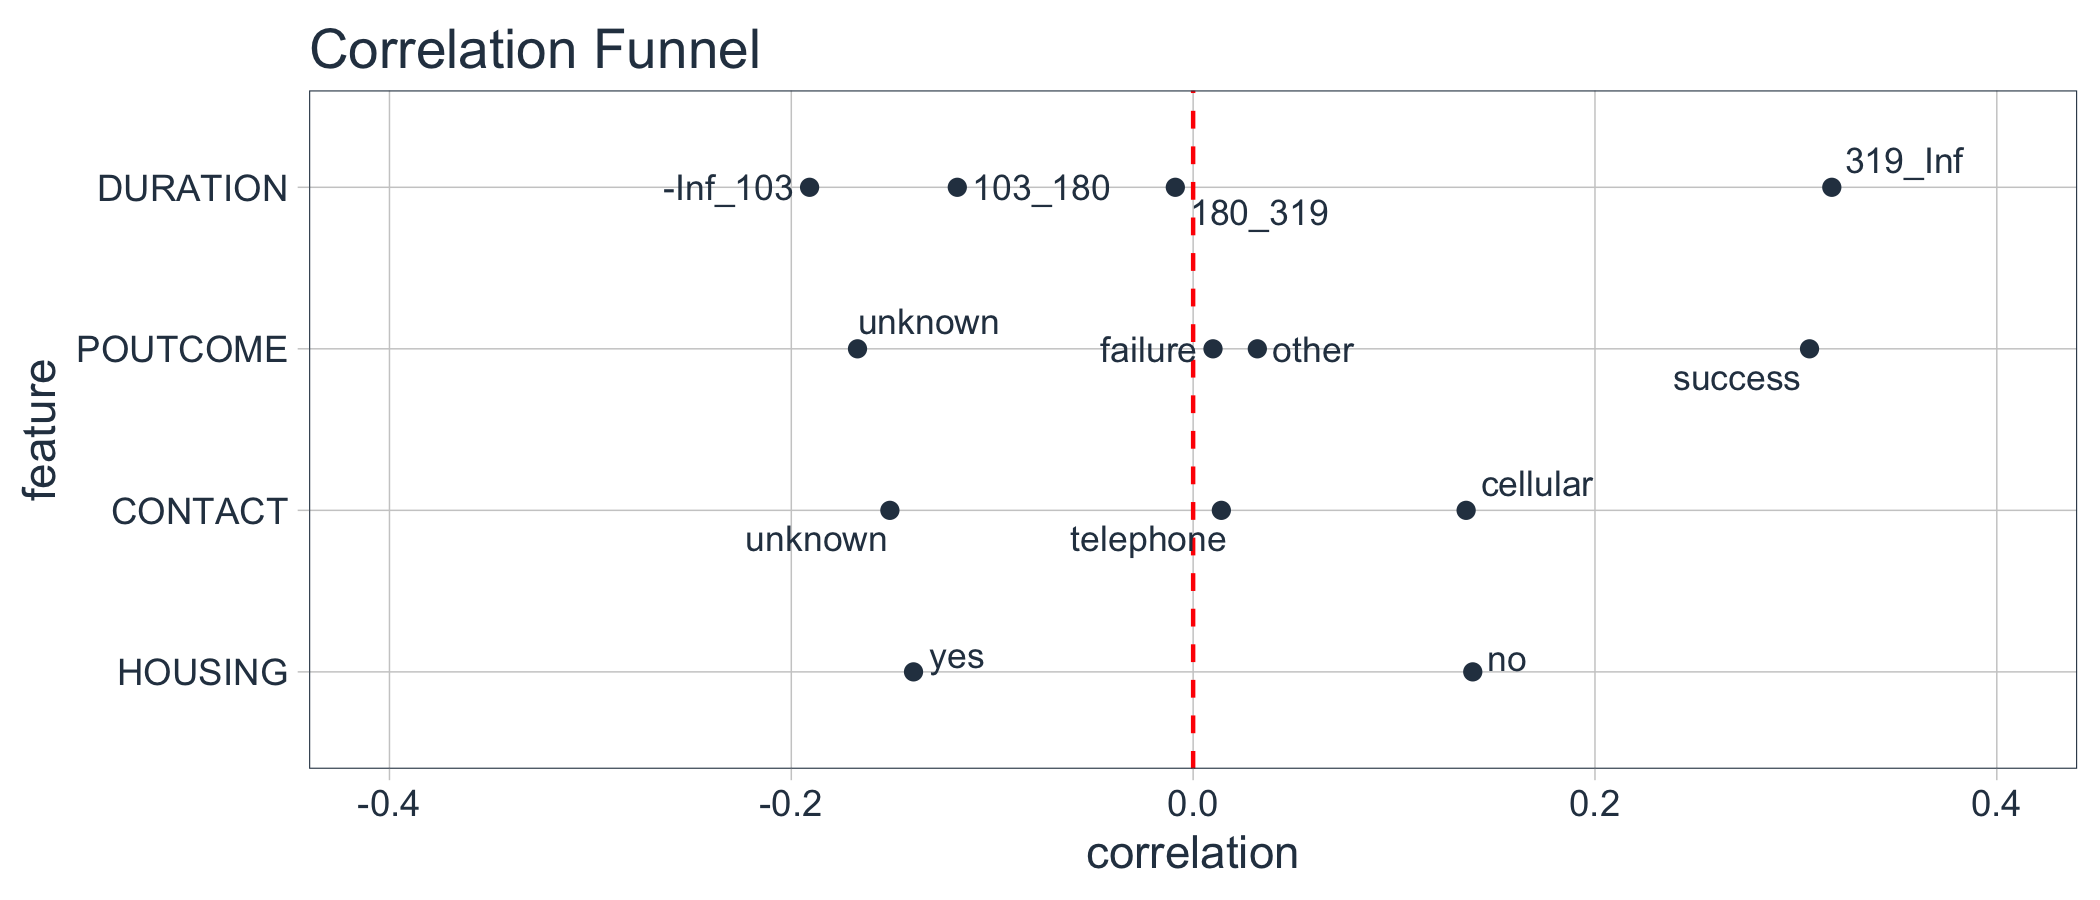 Correlation Funnel
feature
DURATION
-Inf_103
103_180
180_319
319_Inf
POUTCOME
unknown
failure
other
success
CONTACT
unknown
telephone
cellular
HOUSING
yes
no
-0.4
-0.2
0.0
0.2
0.4
correlation